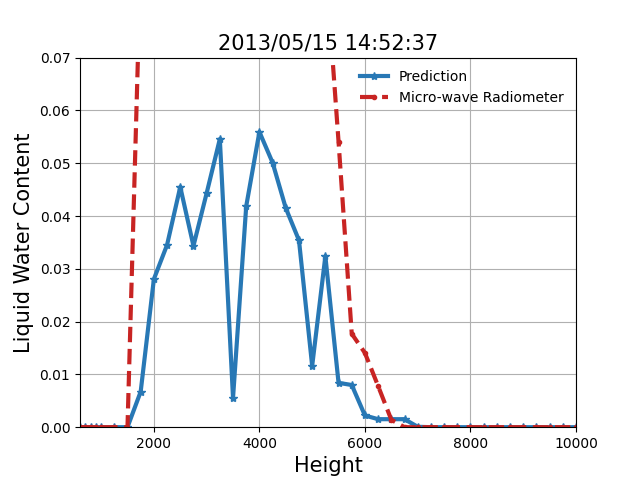 2013/05/15 14:52:37
Prediction
Micro-wave Radiometer
Liquid Water Content
0.07
0.06
0.05
0.04
0.03
0.02
0.01
0.00
2000 4000 6000 8000 10000
Height